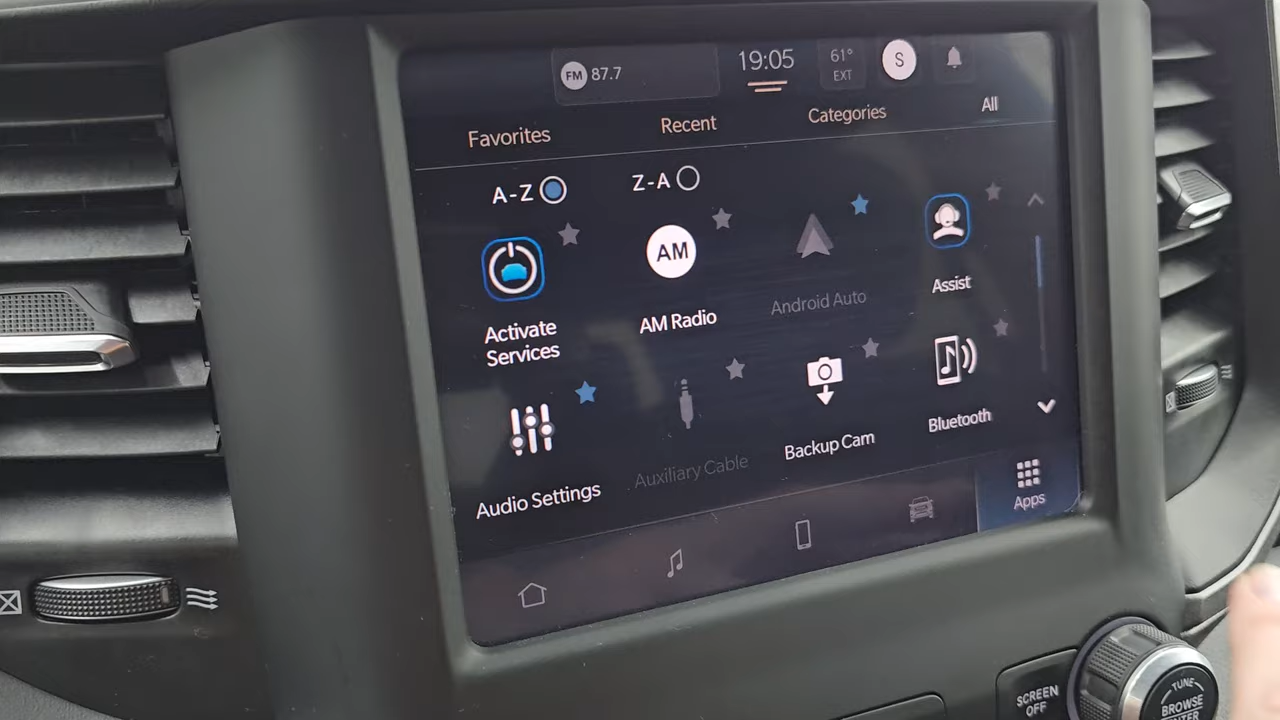 FM 87.7
19:05
61°
EXT
S
Favorites
Recent
Categories
All
A-Z
Z-A
AM
Activate
Services
AM Radio
Android Auto
Assist
Audio Settings
Auxiliary Cable
Backup Cam
Bluetooth
Apps
SCREEN
OFF
TUNE
BROWSE